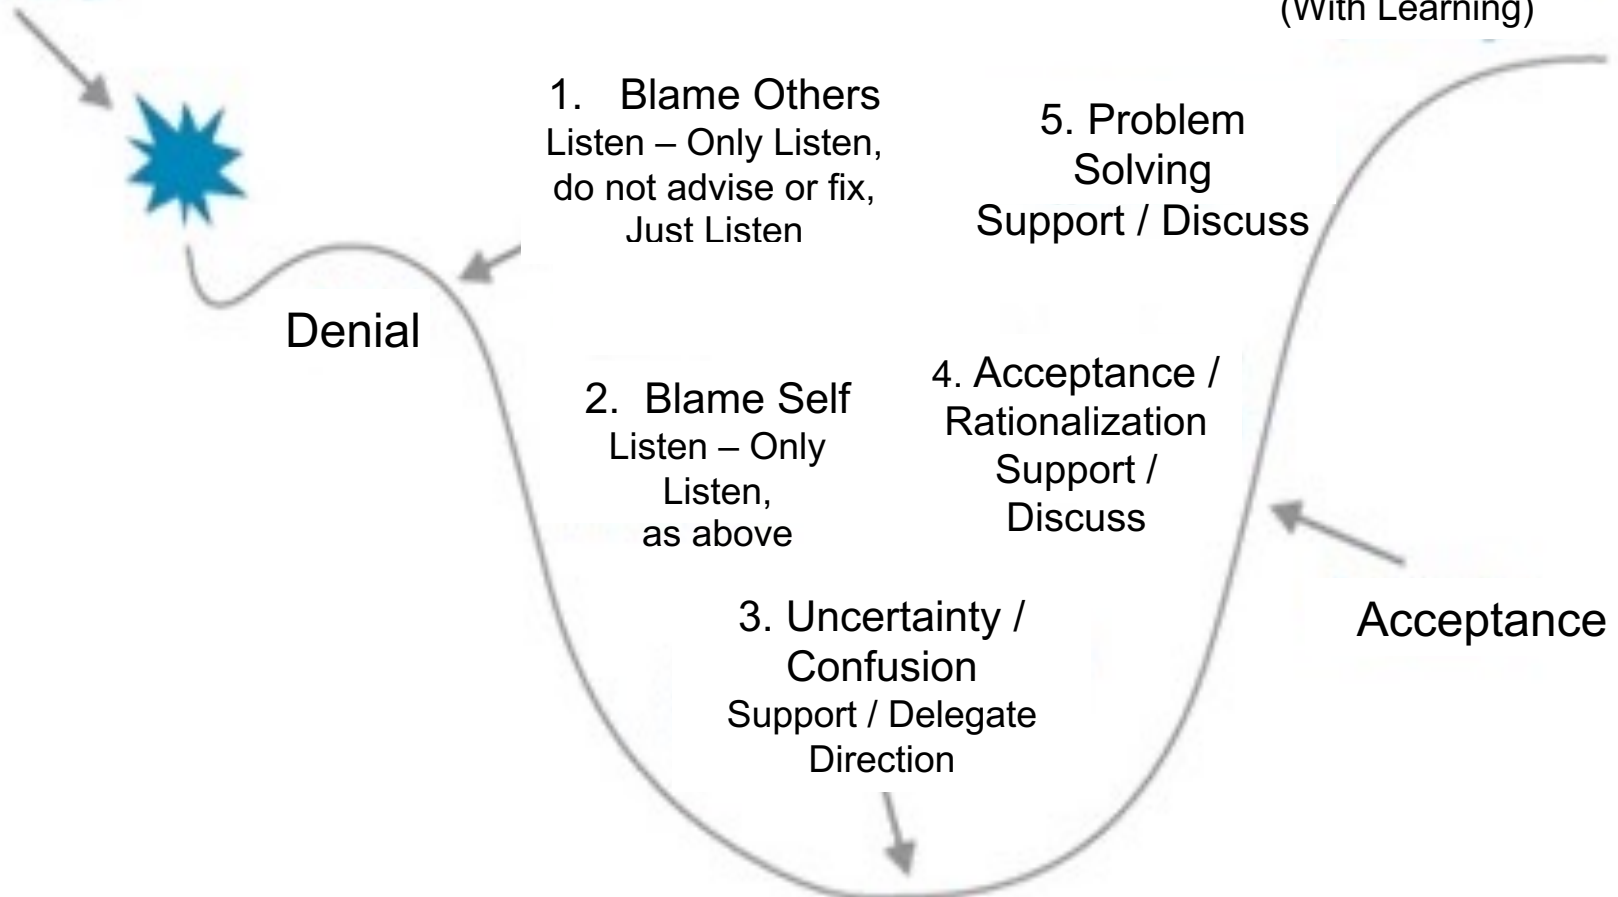 (With Learning)
1. Blame Others
Listen – Only Listen,
do not advise or fix,
Just Listen
5. Problem
Solving
Support / Discuss
Denial
2. Blame Self
Listen – Only
Listen,
as above
4. Acceptance /
Rationalization
Support /
Discuss
3. Uncertainty /
Confusion
Support / Delegate
Direction
Acceptance